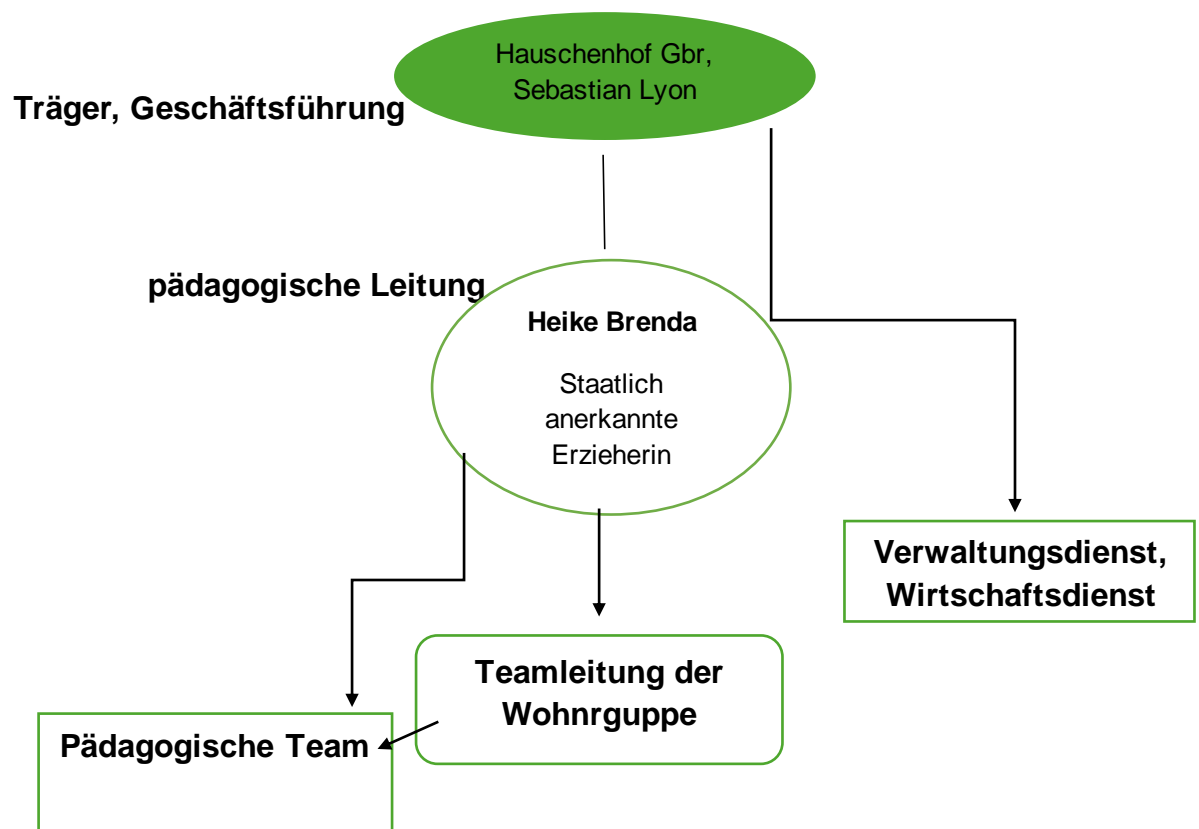 Hauschenhof Gbr,
Sebastian Lyon
Träger, Geschäftsführung
pädagogische Leitung
Heike Brenda
Staatlich
anerkannte
Erzieherin
Verwaltungsdienst,
Wirtschaftsdienst
Teamleitung der
Wohnrguppe
Pädagogische Team